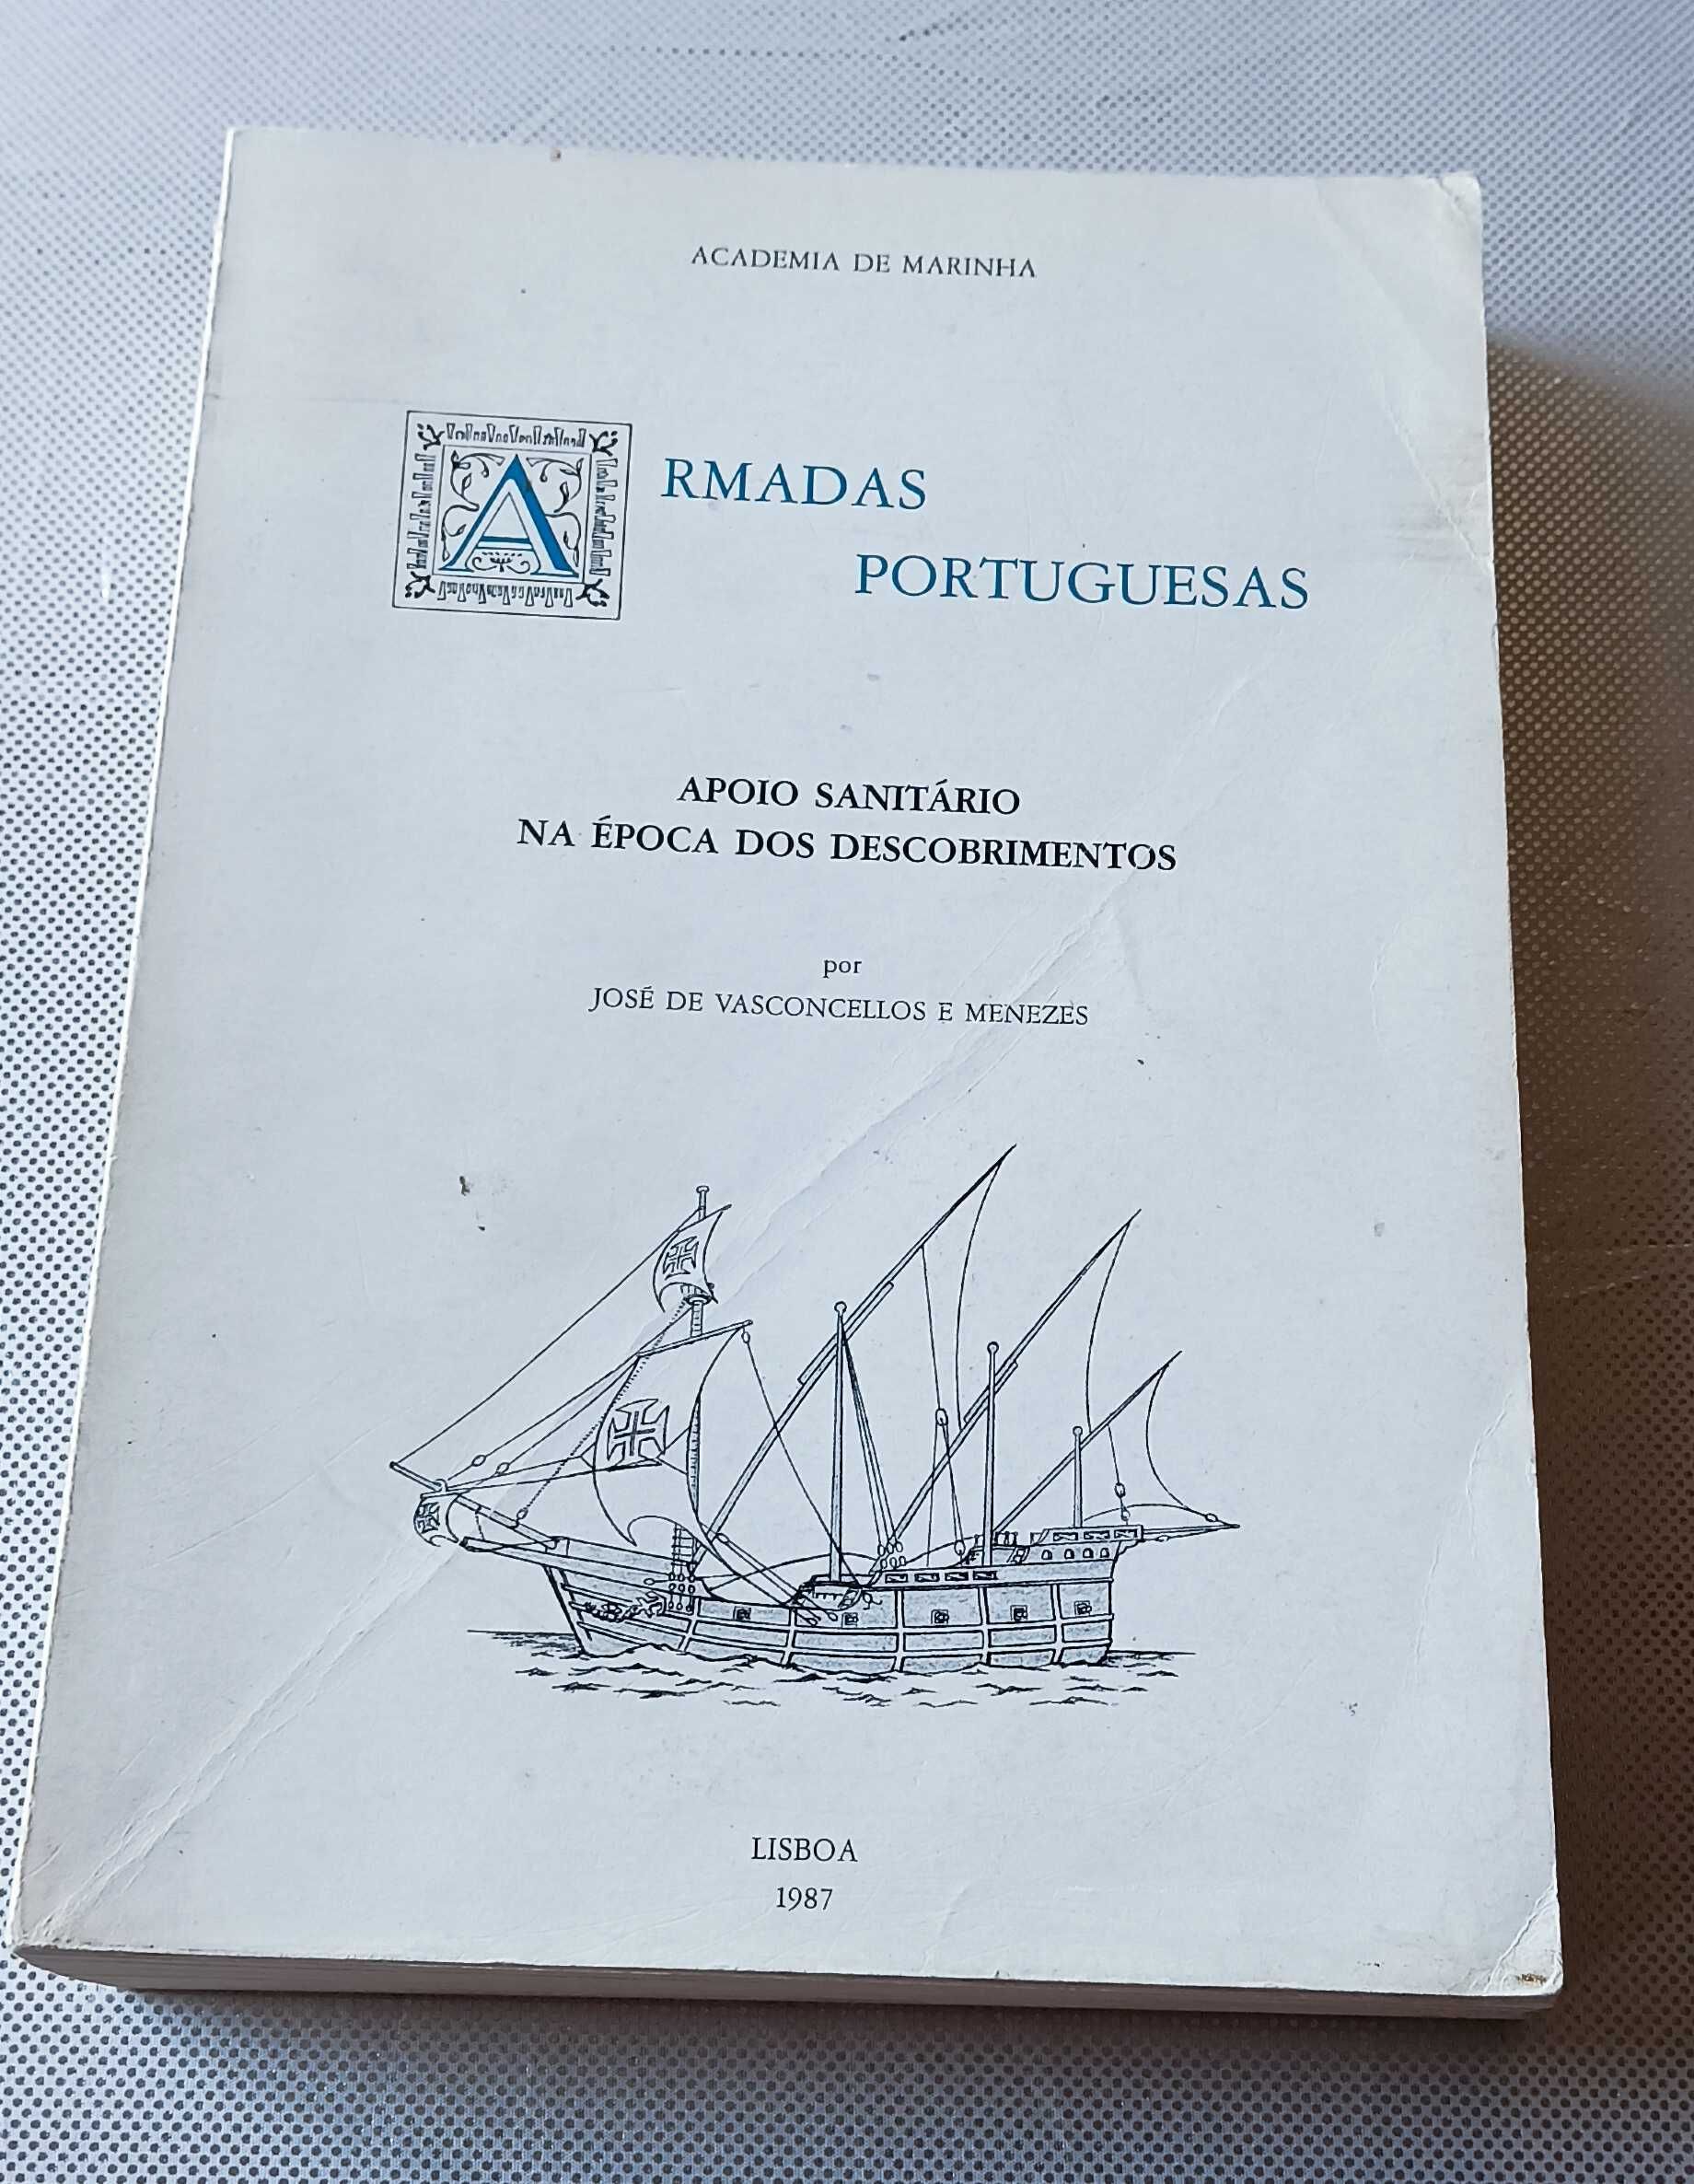 ACADEMIA DE MARINHA
ARMADAS
PORTUGUESAS
APOIO SANITÁRIO
NA ÉPOCA DOS DESCOBRIMENTOS
por
JOSÉ DE VASCONCELLOS E MENEZES
LISBOA
1987